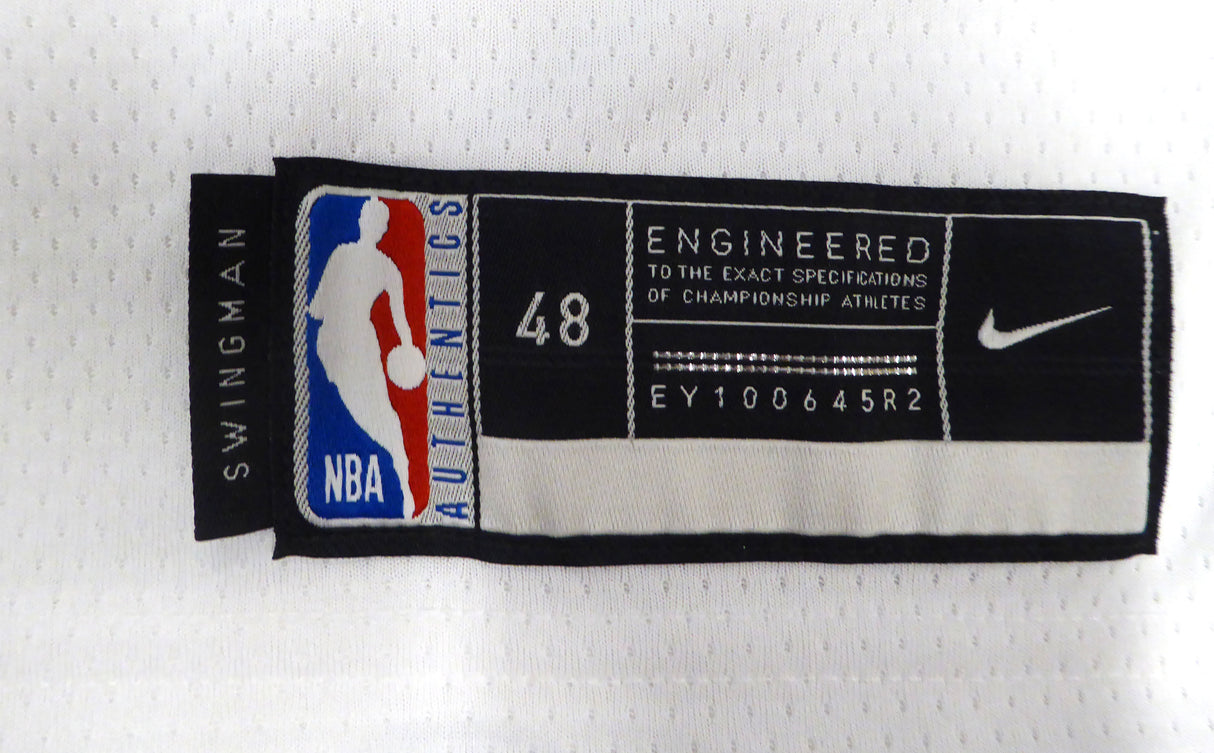 SWINGMAN
NBA
AUTHENTICS
48
ENGINEERED
TO THE EXACT SPECIFICATIONS
OF CHAMPIONSHIP ATHLETES
EY100645R2